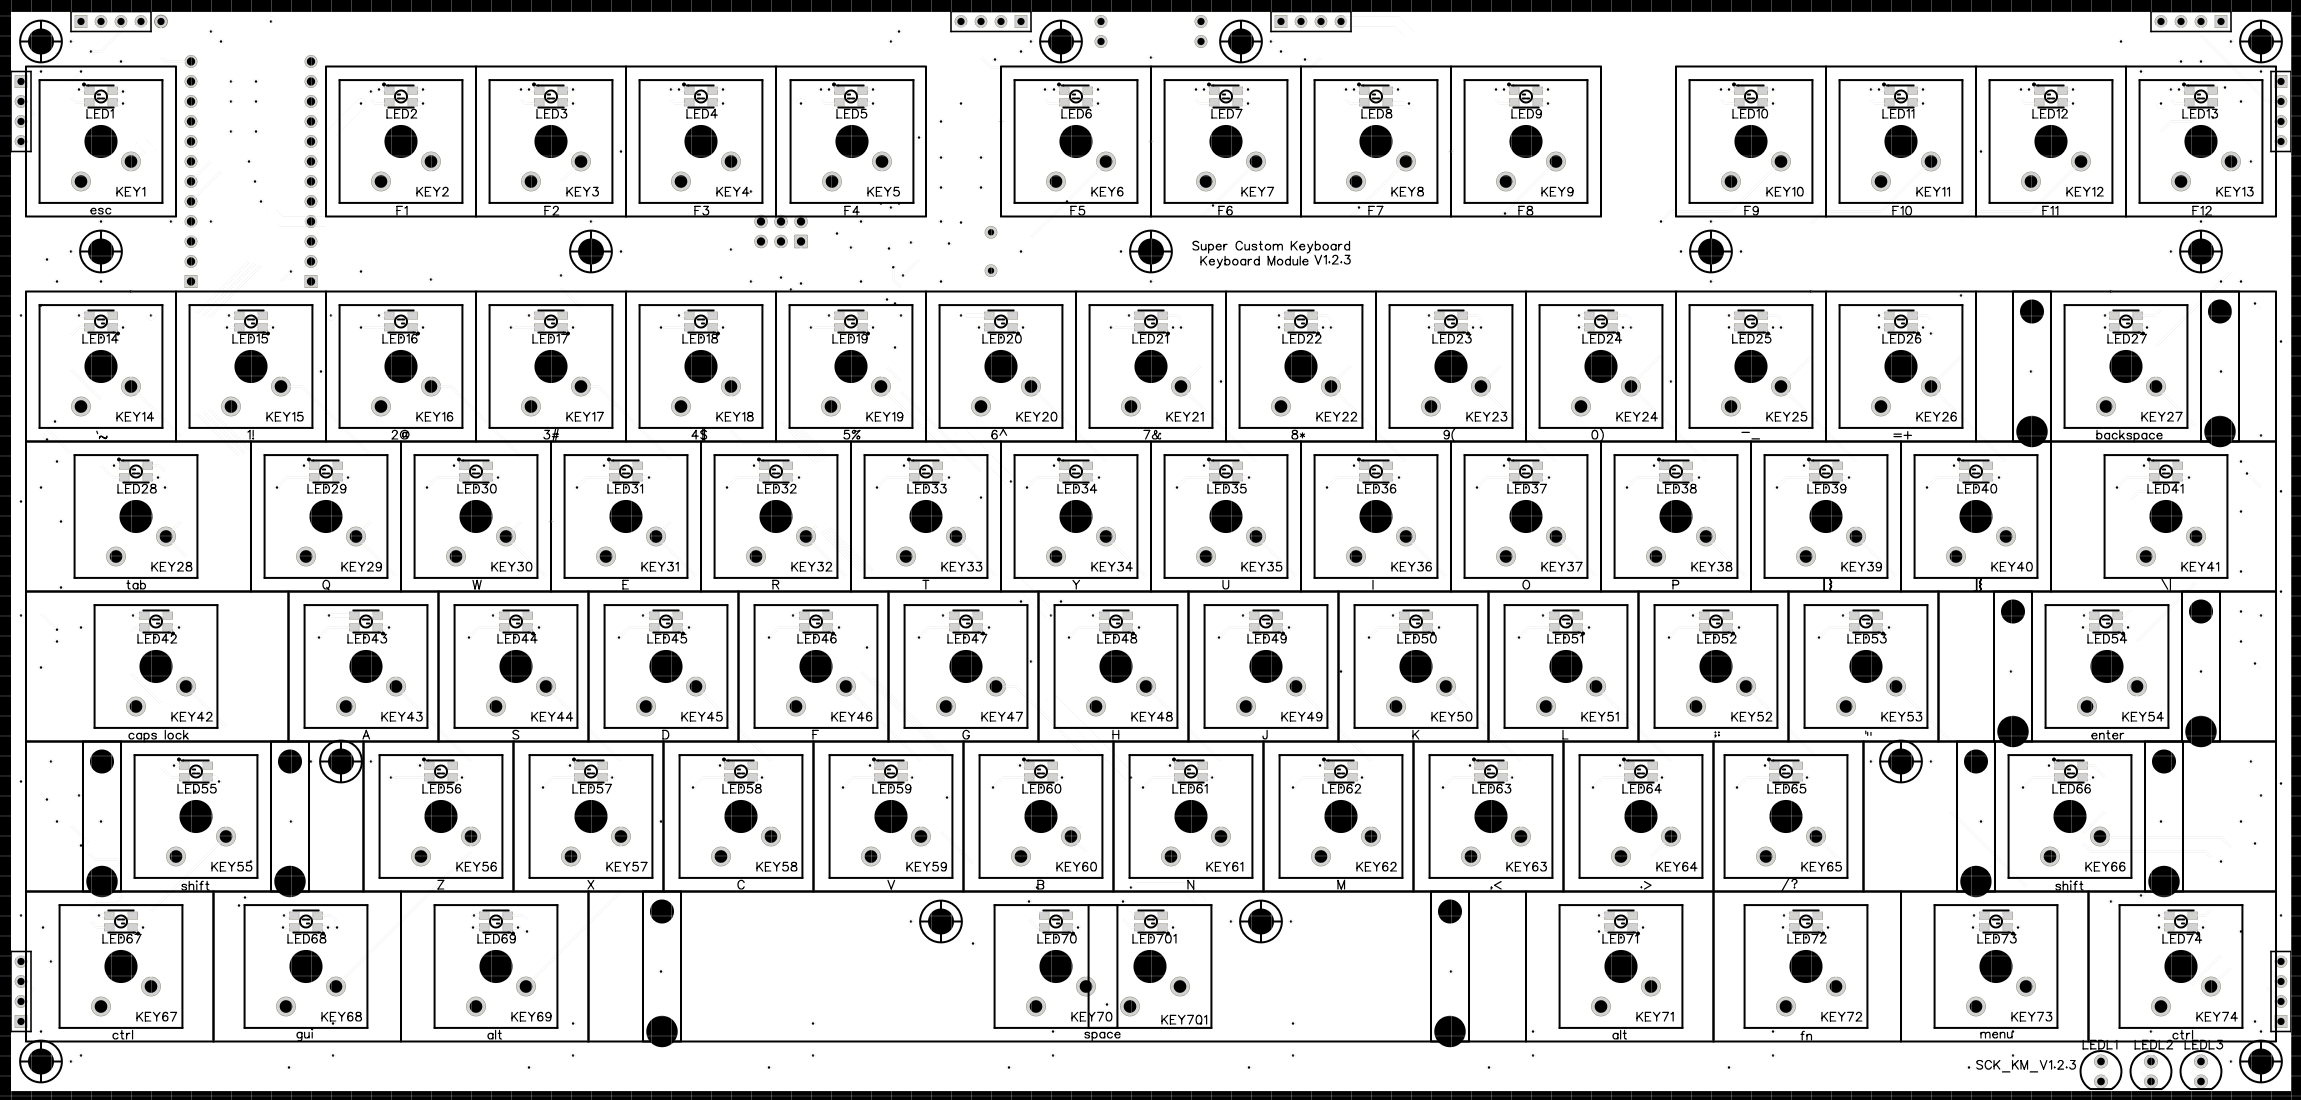 LED1 LED2 LED3 LED4 LED5 LED6 LED7 LED8 LED9 LED10 LED11 LED12 LED13
KEY1 KEY2 KEY3 KEY4 KEY5 KEY6 KEY7 KEY8 KEY9 KEY10 KEY11 KEY12 KEY13
esc F1 F2 F3 F4 F5 F6 F7 F8 F9 F10 F11 F12
Super Custom Keyboard
Keyboard Module V1.2.3
LED14 LED15 LED16 LED17 LED18 LED19 LED20 LED21 LED22 LED23 LED24 LED25 LED26 LED27
KEY14 KEY15 KEY16 KEY17 KEY18 KEY19 KEY20 KEY21 KEY22 KEY23 KEY24 KEY25 KEY26 KEY27
`~ 1! 2@ 3# 4$ 5% 6^ 7& 8* 9( 0) -_ =+ backspace
LED28 LED29 LED30 LED31 LED32 LED33 LED34 LED35 LED36 LED37 LED38 LED39 LED40 LED41
KEY28 KEY29 KEY30 KEY31 KEY32 KEY33 KEY34 KEY35 KEY36 KEY37 KEY38 KEY39 KEY40 KEY41
tab Q W E R T Y U I O P \|
LED42 LED43 LED44 LED45 LED46 LED47 LED48 LED49 LED50 LED51 LED52 LED53 LED54
KEY42 KEY43 KEY44 KEY45 KEY46 KEY47 KEY48 KEY49 KEY50 KEY51 KEY52 KEY53 KEY54
caps lock A S D F G H J K L ;: '" enter
LED55 LED56 LED57 LED58 LED59 LED60 LED61 LED62 LED63 LED64 LED65 LED66
KEY55 KEY56 KEY57 KEY58 KEY59 KEY60 KEY61 KEY62 KEY63 KEY64 KEY65 KEY66
shift Z X C V B N M ,< .> /? shift
LED67 LED68 LED69 LED70 LED701 LED71 LED72 LED73 LED74
KEY67 KEY68 KEY69 KEY70 KEY701 KEY71 KEY72 KEY73 KEY74
ctrl gui alt space alt fn menu ctrl
LEDL1 LEDL2 LEDL3
SCK_KM_V1.2.3